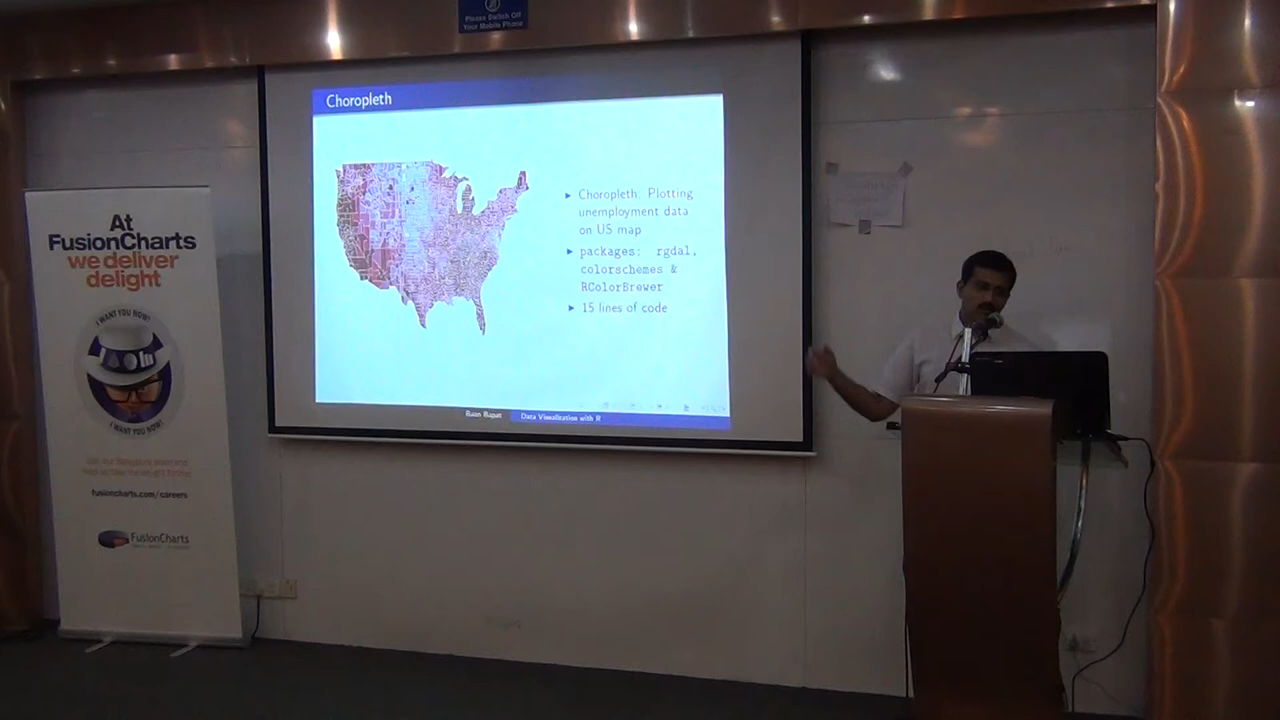 Please Switch Off
Your Mobile Phone
At
FusionCharts
we deliver
delight
I WANT YOU NOW!
I WANT YOU NOW!
fusioncharts.com/careers
FusionCharts
Choropleth
Choropleth: Plotting
unemployment data
on US map
packages: rgdal,
colorschemes &
RColorBrewer
15 lines of code
Data Visualization with R